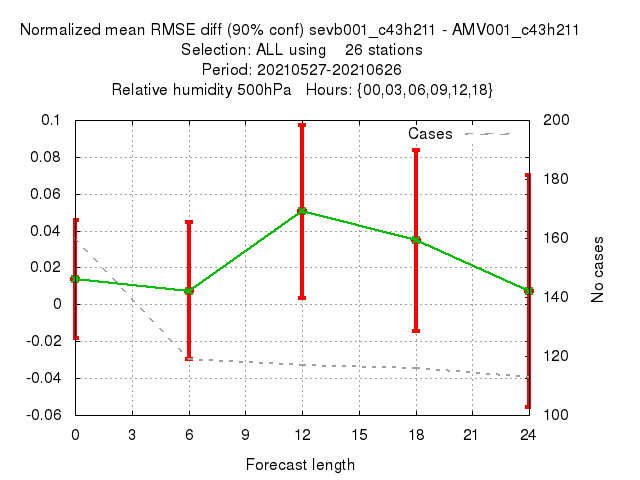 Normalized mean RMSE diff (90% conf) sevb001_c43h211 - AMV001_c43h211
Selection: ALL using    26 stations
Period: 20210527-20210626
Relative humidity 500hPa   Hours: {00,03,06,09,12,18}
0.1
0.08
0.06
0.04
0.02
0
-0.02
-0.04
-0.06
Cases
200
180
160
140
120
100
No cases
0 3 6 9 12 15 18 21 24
Forecast length